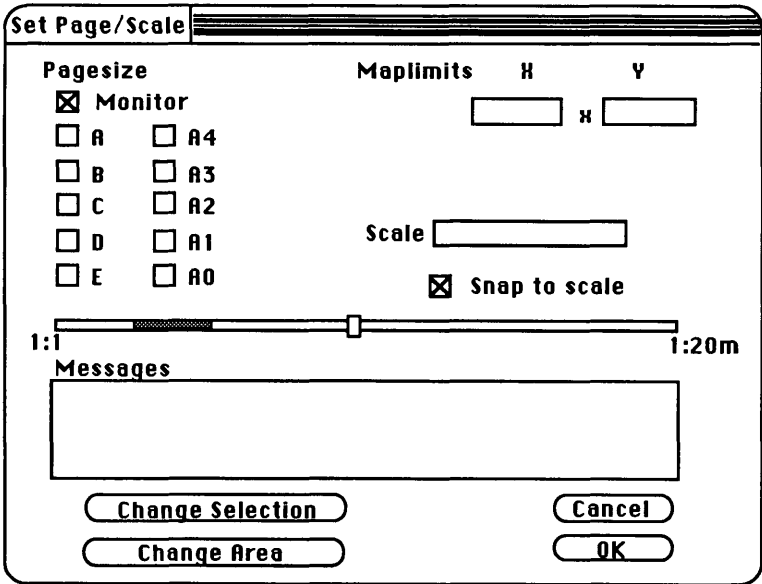 Set Page/Scale
Pagesize Maplimits X Y
Monitor
x
A A4
B A3
C A2
D A1
E A0
Scale
Snap to scale
1:1 1:20m
Messages
Change Selection Cancel
Change Area OK